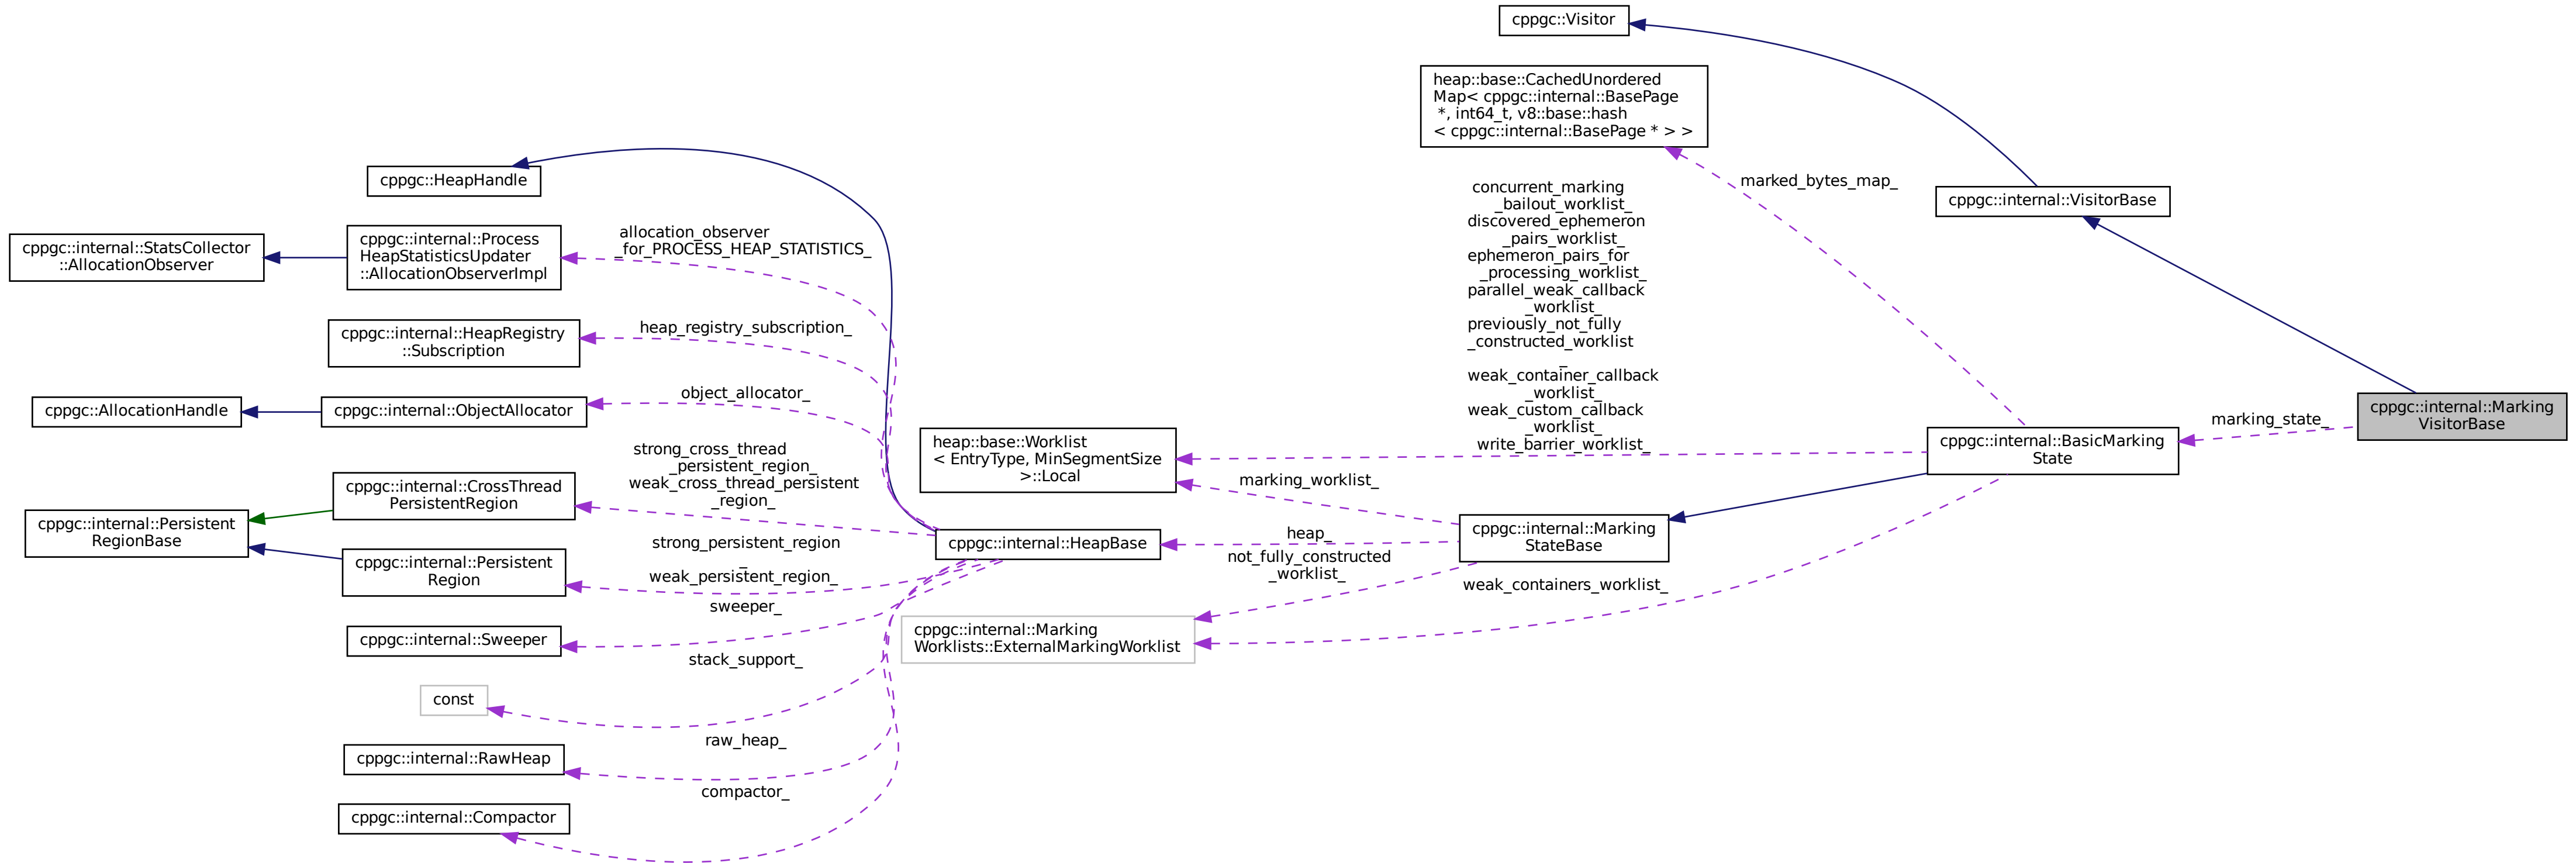 cppgc::Visitor
heap::base::CachedUnordered
Map< cppgc::internal::BasePage
*, int64_t, v8::base::hash
< cppgc::internal::BasePage * > >
marked_bytes_map_
cppgc::internal::VisitorBase
cppgc::HeapHandle
cppgc::internal::StatsCollector
::AllocationObserver
cppgc::internal::Process
HeapStatisticsUpdater
::AllocationObserverImpl
allocation_observer
_for_PROCESS_HEAP_STATISTICS_
cppgc::internal::HeapRegistry
::Subscription
heap_registry_subscription_
cppgc::AllocationHandle
cppgc::internal::ObjectAllocator
object_allocator_
concurrent_marking
_bailout_worklist_
discovered_ephemeron
_pairs_worklist_
ephemeron_pairs_for
_processing_worklist_
parallel_weak_callback
_worklist_
previously_not_fully
_constructed_worklist
_
weak_container_callback
_worklist_
weak_custom_callback
_worklist_
write_barrier_worklist_
cppgc::internal::Marking
VisitorBase
marking_state_
cppgc::internal::BasicMarking
State
heap::base::Worklist
< EntryType, MinSegmentSize
>::Local
marking_worklist_
strong_cross_thread
_persistent_region_
weak_cross_thread_persistent
_region_
cppgc::internal::CrossThread
PersistentRegion
cppgc::internal::Persistent
RegionBase
cppgc::internal::Persistent
Region
strong_persistent_region
_
weak_persistent_region_
cppgc::internal::HeapBase
heap_
cppgc::internal::Marking
StateBase
not_fully_constructed
_worklist_
weak_containers_worklist_
cppgc::internal::Marking
Worklists::ExternalMarkingWorklist
sweeper_
cppgc::internal::Sweeper
stack_support_
const
raw_heap_
cppgc::internal::RawHeap
compactor_
cppgc::internal::Compactor